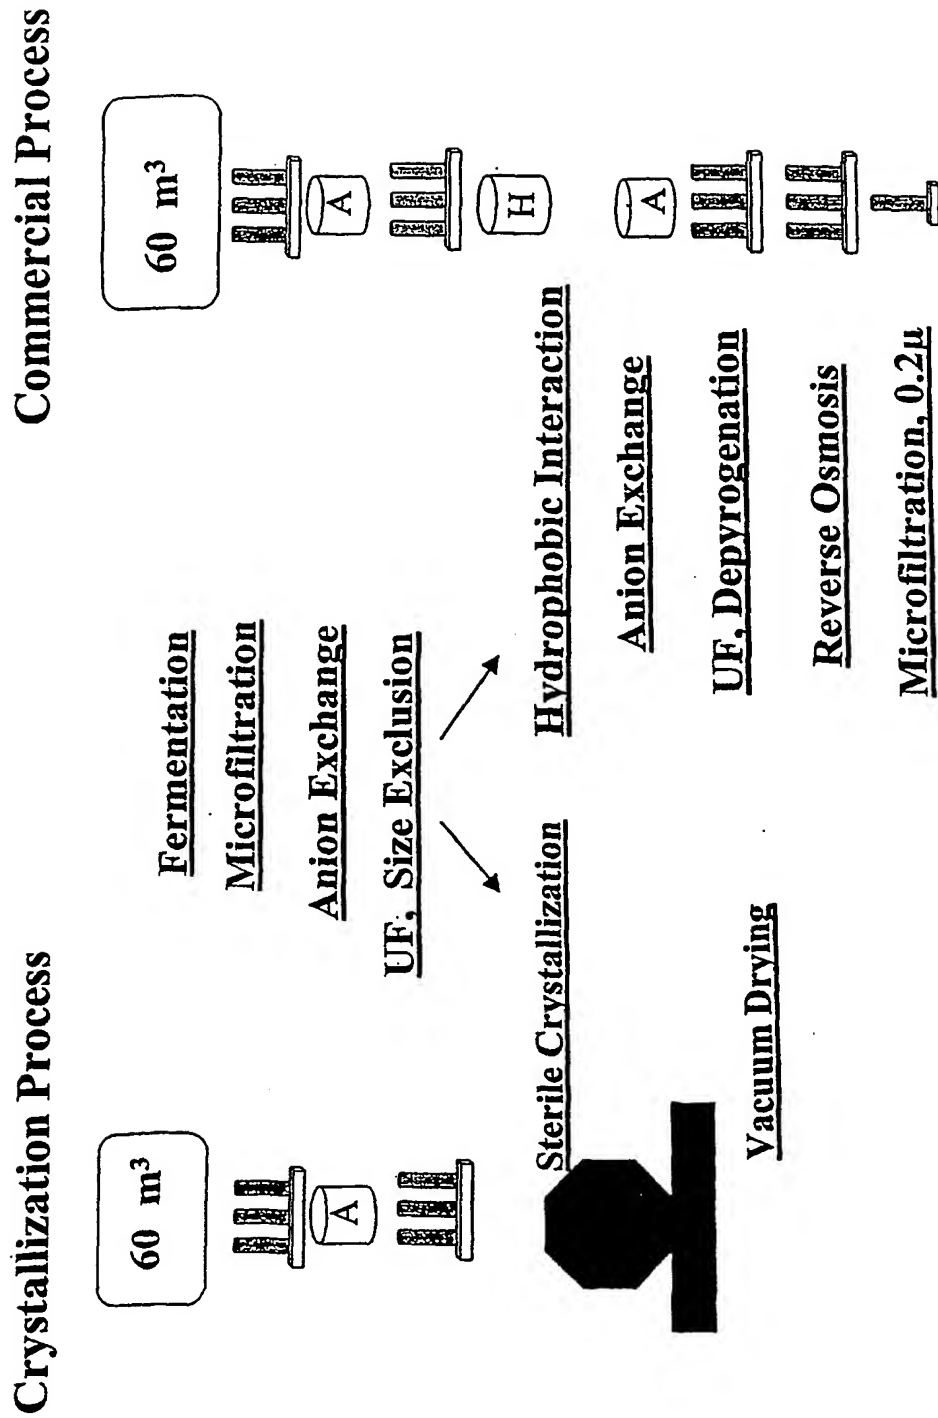 Crystallization Process
Commercial Process
60 m³
60 m³
Fermentation
Microfiltration
A
Anion Exchange
A
UF, Size Exclusion
Sterile Crystallization
Hydrophobic Interaction
H
Anion Exchange
A
UF, Depyrogenation
Vacuum Drying
Reverse Osmosis
Microfiltration, 0.2µ